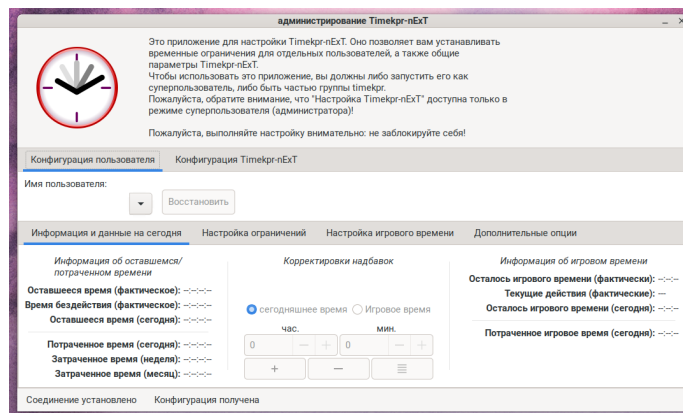 администрирование Timekpr-nExT
Это приложение для настройки Timekpr-nExT. Оно позволяет вам устанавливать
временные ограничения для отдельных пользователей, а также общие
параметры Timekpr-nExT.
Чтобы использовать это приложение, вы должны либо запустить его как
суперпользователь, либо быть частью группы timekpr.
Пожалуйста, обратите внимание, что "Настройка Timekpr-nExT" доступна только в
режиме суперпользователя (администратора)!
Пожалуйста, выполняйте настройку внимательно: не заблокируйте себя!
Конфигурация пользователя Конфигурация Timekpr-nExT
Имя пользователя:
Восстановить
Информация и данные на сегодня Настройка ограничений Настройка игрового времени Дополнительные опции
Информация об оставшемся/
потраченном времени
Оставшееся время (фактическое): --:--:--:--
Время бездействия (фактическое): --:--:--:--
Оставшееся время (сегодня): --:--:--:--
Потраченное время (сегодня): --:--:--:--
Затраченное время (неделя): --:--:--:--
Затраченное время (месяц): --:--:--:--
Корректировки надбавок
сегодняшнее время Игровое время
час. мин.
0 — + 0 — +
+ —
Информация об игровом времени
Осталось игрового времени (фактически): --:--:--:--
Текущие действия (фактические): ---
Осталось игрового времени (сегодня): --:--:--:--
Потраченное игровое время (сегодня): --:--:--:--
Соединение установлено Конфигурация получена